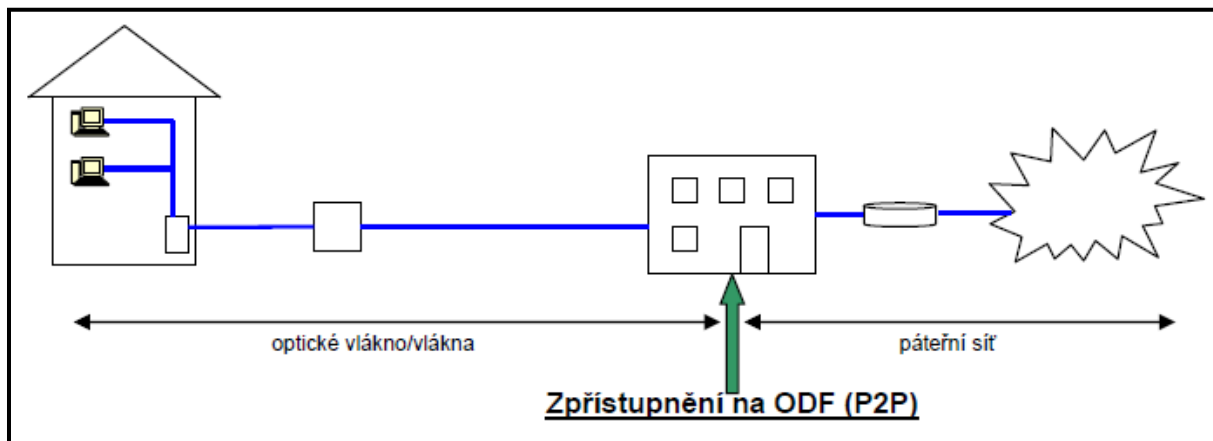 optické vlákno/vlákna
páteřní síť
Zpřístupnění na ODF (P2P)